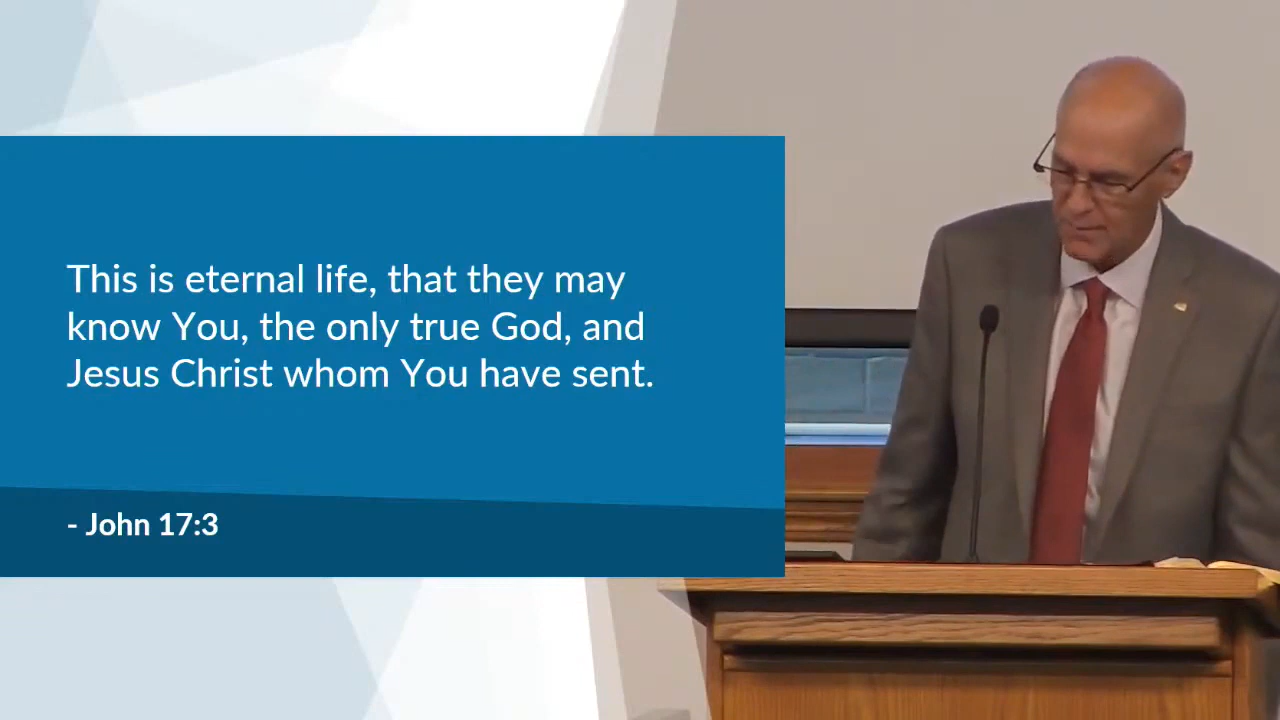 This is eternal life, that they may
know You, the only true God, and
Jesus Christ whom You have sent.
- John 17:3